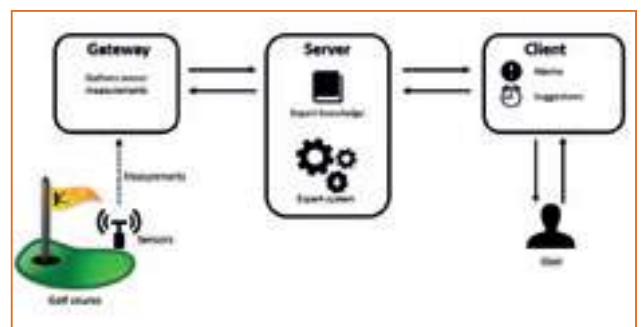 Gateway
Gathers sensor
measurements
Server
Expert knowledge
Expert system
Client
Alarms
Suggestions
Measurements
Sensors
Golf course
User